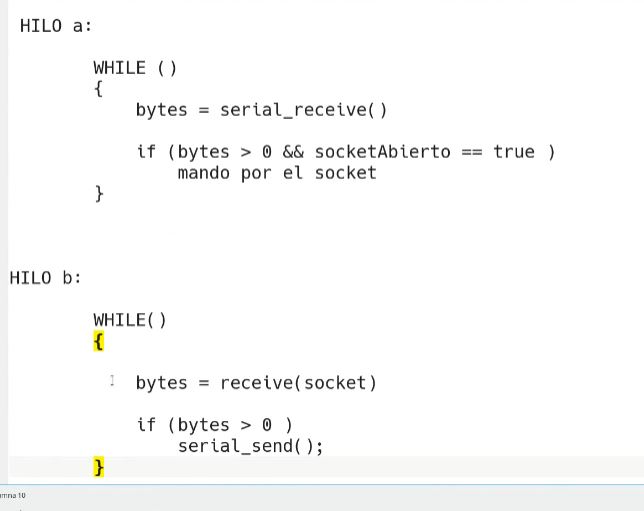 HILO a:
WHILE ()
{
bytes = serial_receive()
if (bytes > 0 && socketAbierto == true )
mando por el socket
}
HILO b:
WHILE()
{
bytes = receive(socket)
if (bytes > 0 )
serial_send();
}
mna 10